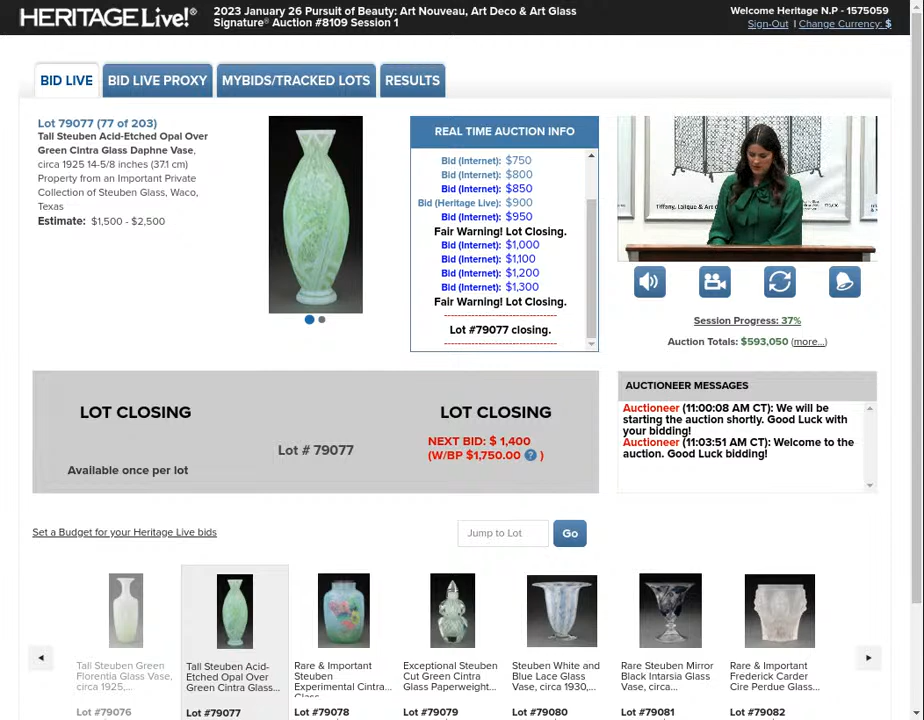 HERITAGE Live!®
2023 January 26 Pursuit of Beauty: Art Nouveau, Art Deco & Art Glass
Signature® Auction #8109 Session 1
Welcome Heritage N.P - 1575059
Sign-Out | Change Currency: $
BID LIVE
BID LIVE PROXY
MYBIDS/TRACKED LOTS
RESULTS
Lot 79077 (77 of 203)
Tall Steuben Acid-Etched Opal Over
Green Cintra Glass Daphne Vase,
circa 1925 14-5/8 inches (37.1 cm)
Property from an Important Private
Collection of Steuben Glass, Waco,
Texas
Estimate: $1,500 - $2,500
REAL TIME AUCTION INFO
Bid (Internet): $750
Bid (Internet): $800
Bid (Internet): $850
Bid (Heritage Live): $900
Bid (Internet): $950
Fair Warning! Lot Closing.
Bid (Internet): $1,000
Bid (Internet): $1,100
Bid (Internet): $1,200
Bid (Internet): $1,300
Fair Warning! Lot Closing.
Lot #79077 closing.
Tiffany, Lalique & Art
Session Progress: 37%
Auction Totals: $593,050 (more...)
LOT CLOSING
Available once per lot
Lot # 79077
LOT CLOSING
NEXT BID: $ 1,400
(W/BP $1,750.00 ? )
AUCTIONEER MESSAGES
Auctioneer (11:00:08 AM CT): We will be
starting the auction shortly. Good Luck with
your bidding!
Auctioneer (11:03:51 AM CT): Welcome to the
auction. Good Luck bidding!
Set a Budget for your Heritage Live bids
Jump to Lot
Go
Tall Steuben Green
Florentia Glass Vase,
circa 1925,...
Lot #79076
Tall Steuben Acid-
Etched Opal Over
Green Cintra Glass...
Lot #79077
Rare & Important
Steuben
Experimental Cintra...
Glass
Lot #79078
Exceptional Steuben
Cut Green Cintra
Glass Paperweight...
Lot #79079
Steuben White and
Blue Lace Glass
Vase, circa 1930,...
Lot #79080
Rare Steuben Mirror
Black Intarsia Glass
Vase, circa...
Lot #79081
Rare & Important
Frederick Carder
Cire Perdue Glass...
Lot #79082